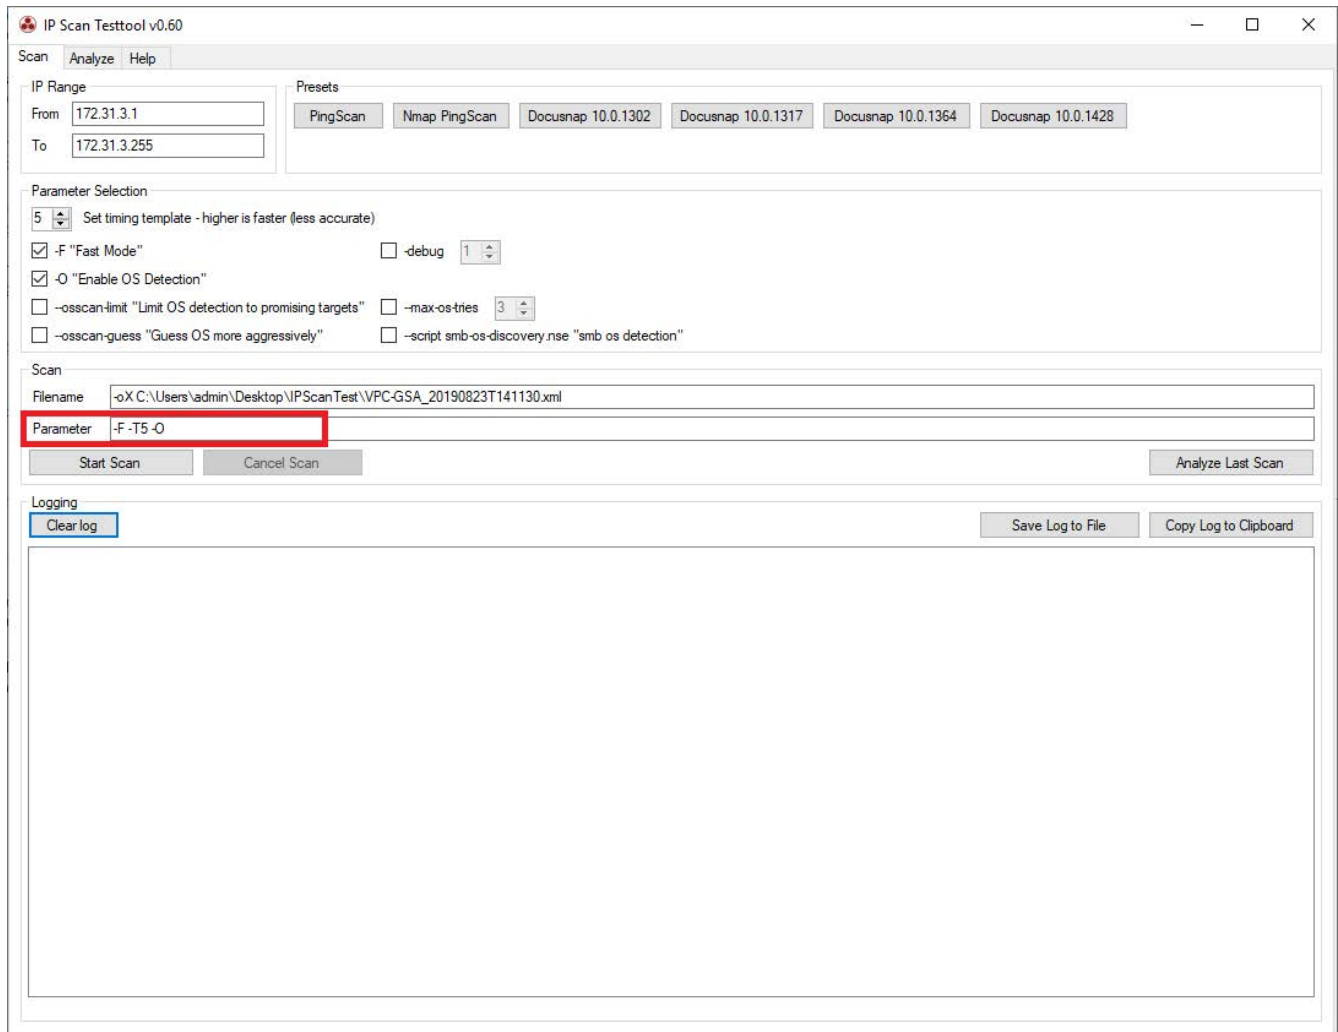 IP Scan Testtool v0.60
Scan Analyze Help
IP Range
From 172.31.3.1
To 172.31.3.255
Presets
PingScan Nmap PingScan Docusnap 10.0.1302 Docusnap 10.0.1317 Docusnap 10.0.1364 Docusnap 10.0.1428
Parameter Selection
5 Set timing template - higher is faster (less accurate)
-F "Fast Mode" -debug 1
-O "Enable OS Detection"
--osscan-limit "Limit OS detection to promising targets" --max-os-tries 3
--osscan-guess "Guess OS more aggressively" --script smb-os-discovery.nse "smb os detection"
Scan
Filename -oX C:\Users\admin\Desktop\IPScanTest\VPC-GSA_20190823T141130.xml
Parameter -F -T5 -O
Start Scan Cancel Scan Analyze Last Scan
Logging
Clear log Save Log to File Copy Log to Clipboard